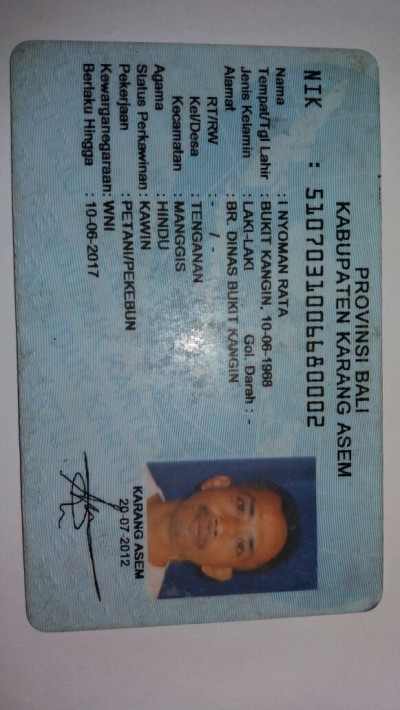 PROVINSI BALI
KABUPATEN KARANG ASEM
NIK : 5107031006680002
Nama : I NYOMAN RATA
Tempat/Tgl Lahir : BUKIT KANGIN, 10-06-1968
Jenis Kelamin : LAKI-LAKI Gol. Darah : -
Alamat : BR. DINAS BUKIT KANGIN
RT/RW : - / -
Kel/Desa : TENGANAN
Kecamatan : MANGGIS
Agama : HINDU
Status Perkawinan : KAWIN
Pekerjaan : PETANI/PEKEBUN
Kewarganegaraan: WNI
Berlaku Hingga : 10-06-2017
KARANG ASEM
20-07-2012